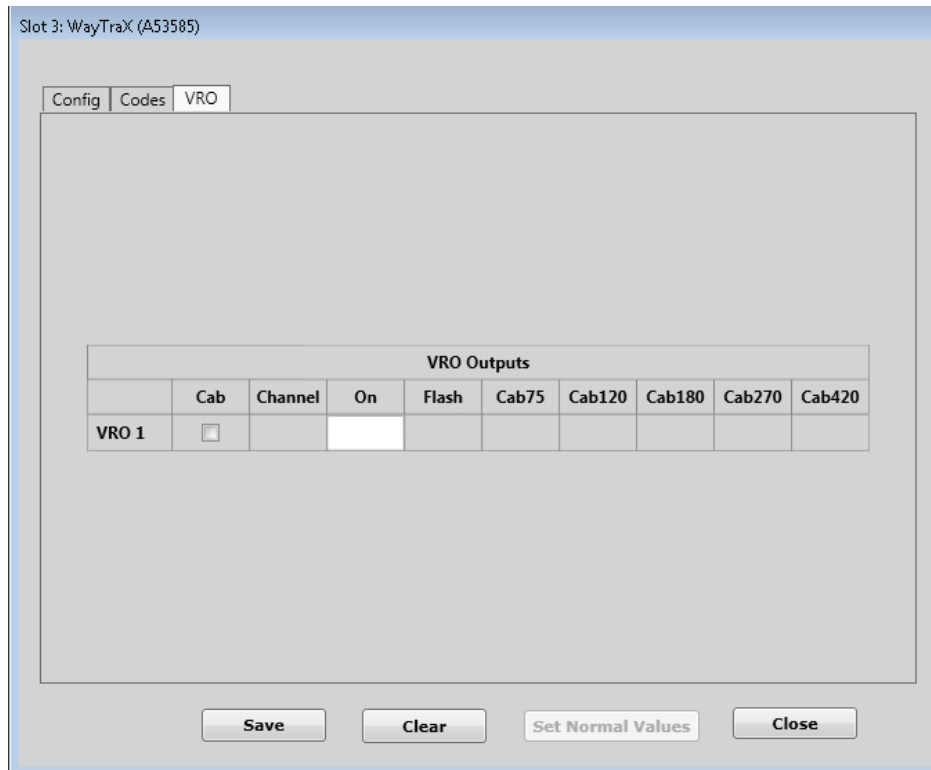 Slot 3: WayTraX (A53585)
Config Codes VRO
VRO Outputs
Cab Channel On Flash Cab75 Cab120 Cab180 Cab270 Cab420
VRO 1
Save Clear Set Normal Values Close